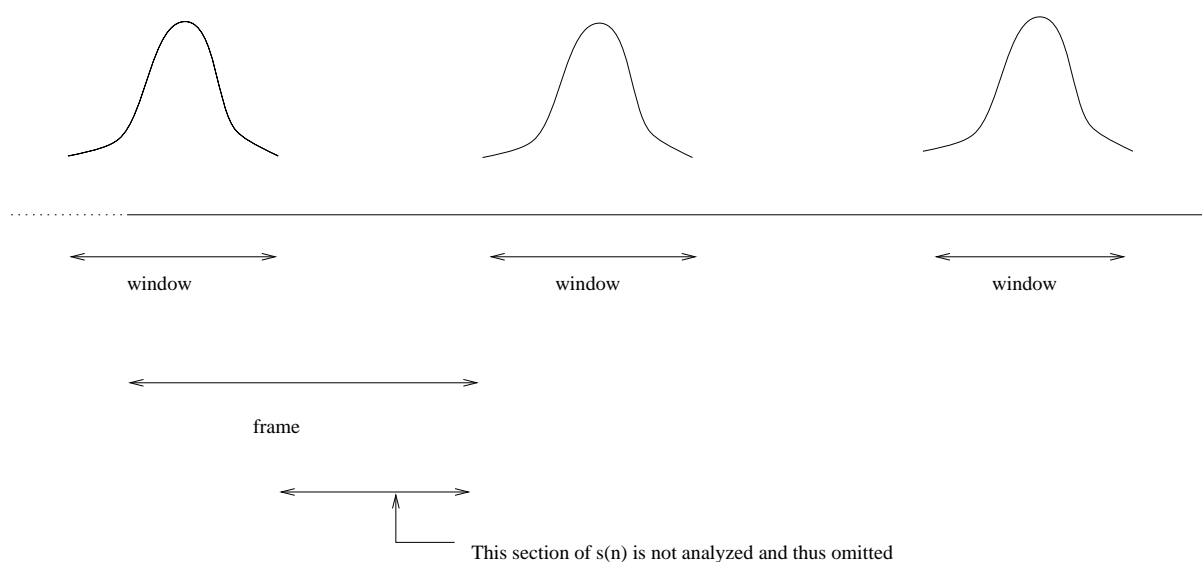 window
window
window
frame
This section of s(n) is not analyzed and thus omitted